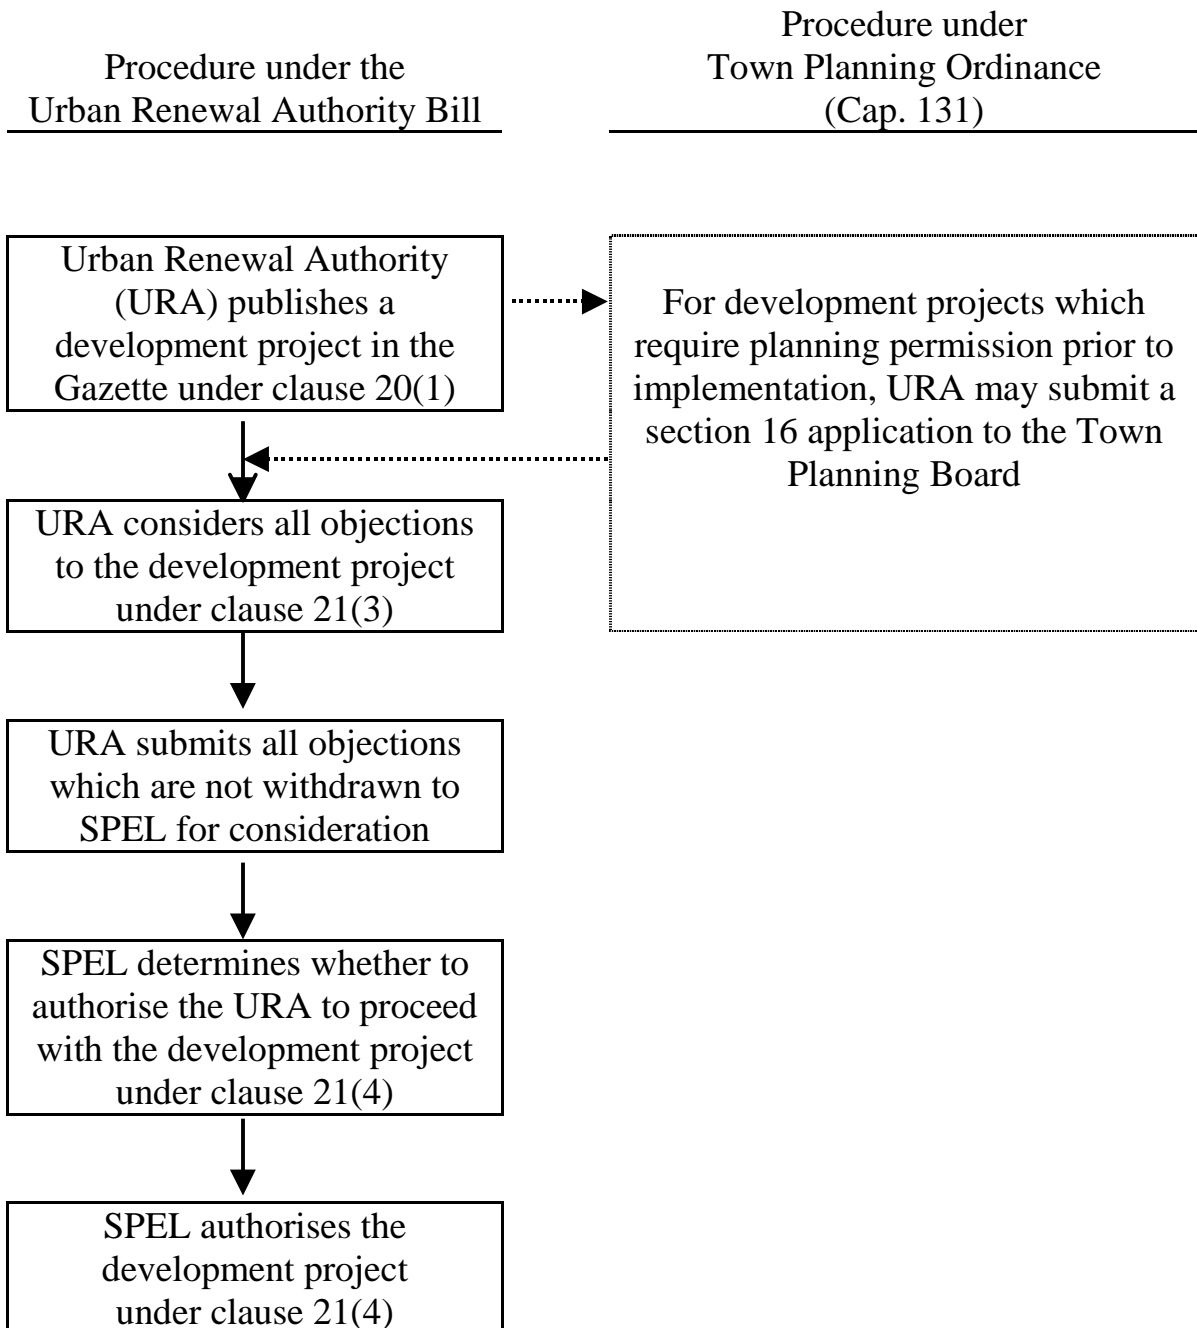 Procedure under the
Urban Renewal Authority Bill
Procedure under
Town Planning Ordinance
(Cap. 131)
Urban Renewal Authority
(URA) publishes a
development project in the
Gazette under clause 20(1)
For development projects which
require planning permission prior to
implementation, URA may submit a
section 16 application to the Town
Planning Board
URA considers all objections
to the development project
under clause 21(3)
URA submits all objections
which are not withdrawn to
SPEL for consideration
SPEL determines whether to
authorise the URA to proceed
with the development project
under clause 21(4)
SPEL authorises the
development project
under clause 21(4)